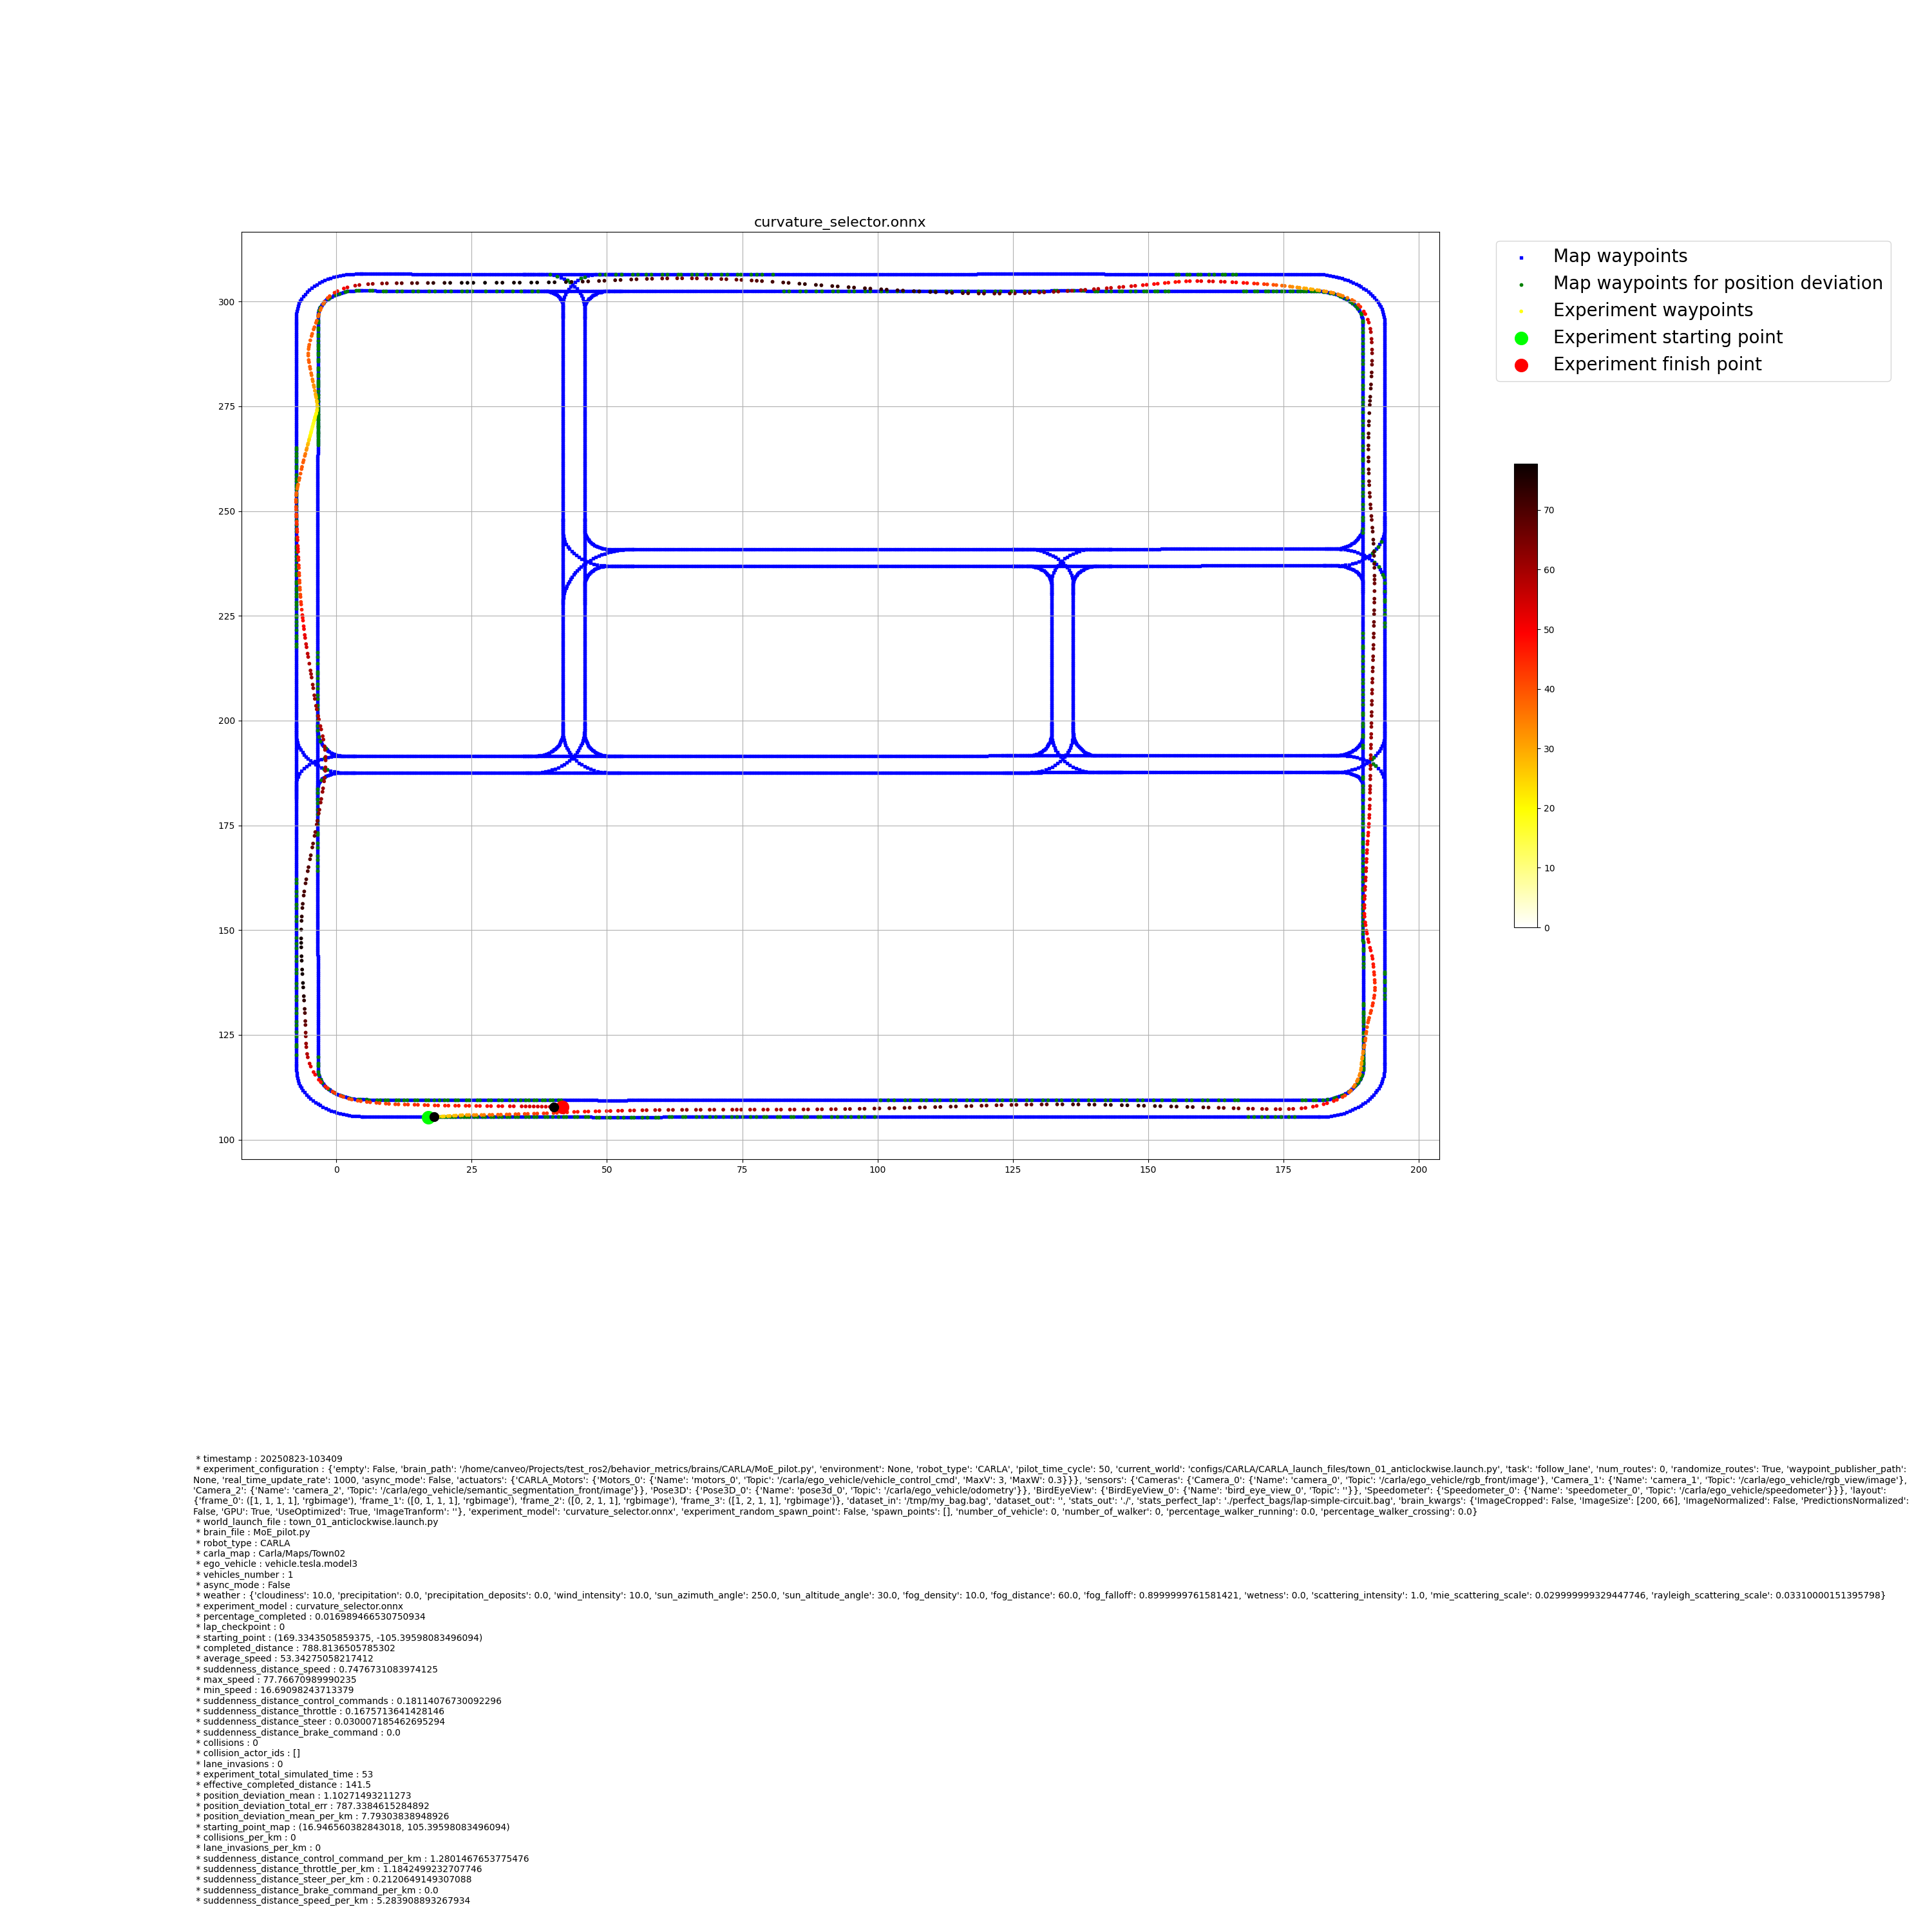 curvature_selector.onnx
Map waypoints
Map waypoints for position deviation
Experiment waypoints
Experiment starting point
Experiment finish point
300
275
250
225
200
175
150
125
100
0
25
50
75
100
125
150
175
200
70
60
50
40
30
20
10
0
* timestamp : 20250823-103409
* experiment_configuration : {'empty': False, 'brain_path': '/home/canveo/Projects/test_ros2/behavior_metrics/brains/CARLA/MoE_pilot.py', 'environment': None, 'robot_type': 'CARLA', 'pilot_time_cycle': 50, 'current_world': 'configs/CARLA/CARLA_launch_files/town_01_anticlockwise.launch.py', 'task': 'follow_lane', 'num_routes': 0, 'randomize_routes': True, 'waypoint_publisher_path':
None, 'real_time_update_rate': 1000, 'async_mode': False, 'actuators': {'CARLA_Motors': {'Motors_0': {'Name': 'motors_0', 'Topic': '/carla/ego_vehicle/vehicle_control_cmd', 'MaxV': 3, 'MaxW': 0.3}}}, 'sensors': {'Cameras': {'Camera_0': {'Name': 'camera_0', 'Topic': '/carla/ego_vehicle/rgb_front/image'}, 'Camera_1': {'Name': 'camera_1', 'Topic': '/carla/ego_vehicle/rgb_view/image'},
'Camera_2': {'Name': 'camera_2', 'Topic': '/carla/ego_vehicle/semantic_segmentation_front/image'}}, 'Pose3D': {'Pose3D_0': {'Name': 'pose3d_0', 'Topic': '/carla/ego_vehicle/odometry'}}, 'BirdEyeView': {'BirdEyeView_0': {'Name': 'bird_eye_view_0', 'Topic': ''}}, 'Speedometer': {'Speedometer_0': {'Name': 'speedometer_0', 'Topic': '/carla/ego_vehicle/speedometer'}}}, 'layout':
{'frame_0': ([1, 1, 1, 1], 'rgbimage'), 'frame_1': ([0, 1, 1, 1], 'rgbimage'), 'frame_2': ([0, 2, 1, 1], 'rgbimage'), 'frame_3': ([1, 2, 1, 1], 'rgbimage')}, 'dataset_in': '/tmp/my_bag.bag', 'dataset_out': '', 'stats_out': './', 'stats_perfect_lap': './perfect_bags/lap-simple-circuit.bag', 'brain_kwargs': {'ImageCropped': False, 'ImageSize': [200, 66], 'ImageNormalized': False, 'PredictionsNormalized':
False, 'GPU': True, 'UseOptimized': True, 'ImageTranform': ''}, 'experiment_model': 'curvature_selector.onnx', 'experiment_random_spawn_point': False, 'spawn_points': [], 'number_of_vehicle': 0, 'number_of_walker': 0, 'percentage_walker_running': 0.0, 'percentage_walker_crossing': 0.0}
* world_launch_file : town_01_anticlockwise.launch.py
* brain_file : MoE_pilot.py
* robot_type : CARLA
* carla_map : Carla/Maps/Town02
* ego_vehicle : vehicle.tesla.model3
* vehicles_number : 1
* async_mode : False
* weather : {'cloudiness': 10.0, 'precipitation': 0.0, 'precipitation_deposits': 0.0, 'wind_intensity': 10.0, 'sun_azimuth_angle': 250.0, 'sun_altitude_angle': 30.0, 'fog_density': 10.0, 'fog_distance': 60.0, 'fog_falloff': 0.8999999761581421, 'wetness': 0.0, 'scattering_intensity': 1.0, 'mie_scattering_scale': 0.029999999329447746, 'rayleigh_scattering_scale': 0.03310000151395798}
* experiment_model : curvature_selector.onnx
* percentage_completed : 0.016989466530750934
* lap_checkpoint : 0
* starting_point : (169.3343505859375, -105.39598083496094)
* completed_distance : 788.8136505785302
* average_speed : 53.34275058217412
* suddenness_distance_speed : 0.7476731083974125
* max_speed : 77.76670989990235
* min_speed : 16.69098243713379
* suddenness_distance_control_commands : 0.18114076730092296
* suddenness_distance_throttle : 0.1675713641428146
* suddenness_distance_steer : 0.030007185462695294
* suddenness_distance_brake_command : 0.0
* collisions : 0
* collision_actor_ids : []
* lane_invasions : 0
* experiment_total_simulated_time : 53
* effective_completed_distance : 141.5
* position_deviation_mean : 1.10271493211273
* position_deviation_total_err : 787.3384615284892
* position_deviation_mean_per_km : 7.79303838948926
* starting_point_map : (16.946560382843018, 105.39598083496094)
* collisions_per_km : 0
* lane_invasions_per_km : 0
* suddenness_distance_control_command_per_km : 1.2801467653775476
* suddenness_distance_throttle_per_km : 1.1842499232707746
* suddenness_distance_steer_per_km : 0.2120649149307088
* suddenness_distance_brake_command_per_km : 0.0
* suddenness_distance_speed_per_km : 5.283908893267934